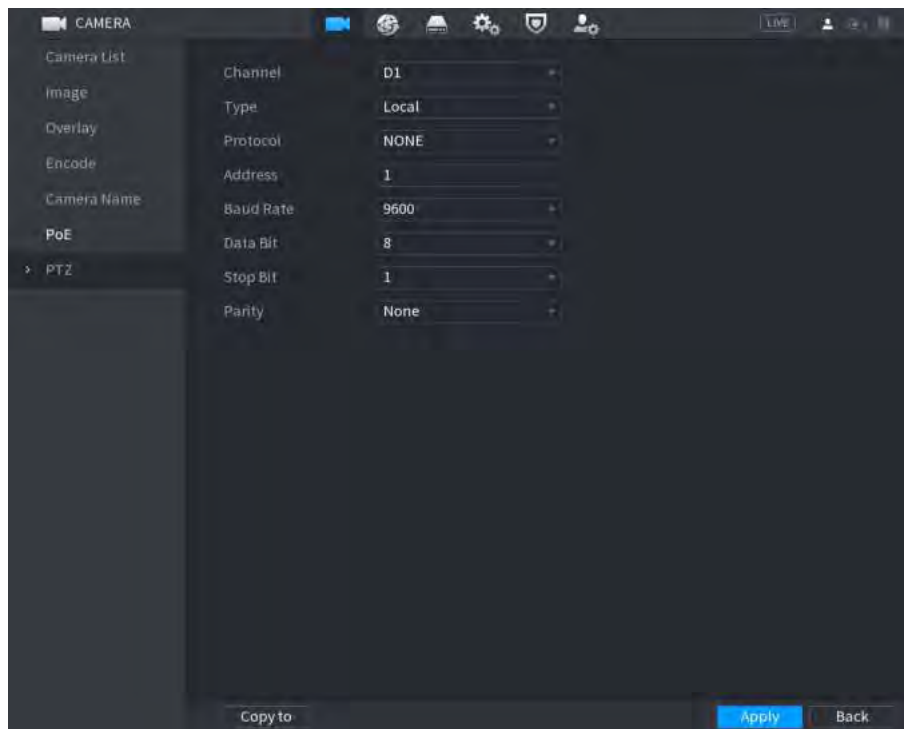 CAMERA
LIVE
Camera List
Image
Overlay
Encode
Camera Name
PoE
PTZ
Channel D1
Type Local
Protocol NONE
Address 1
Baud Rate 9600
Data Bit 8
Stop Bit 1
Parity None
Copy to
Apply
Back